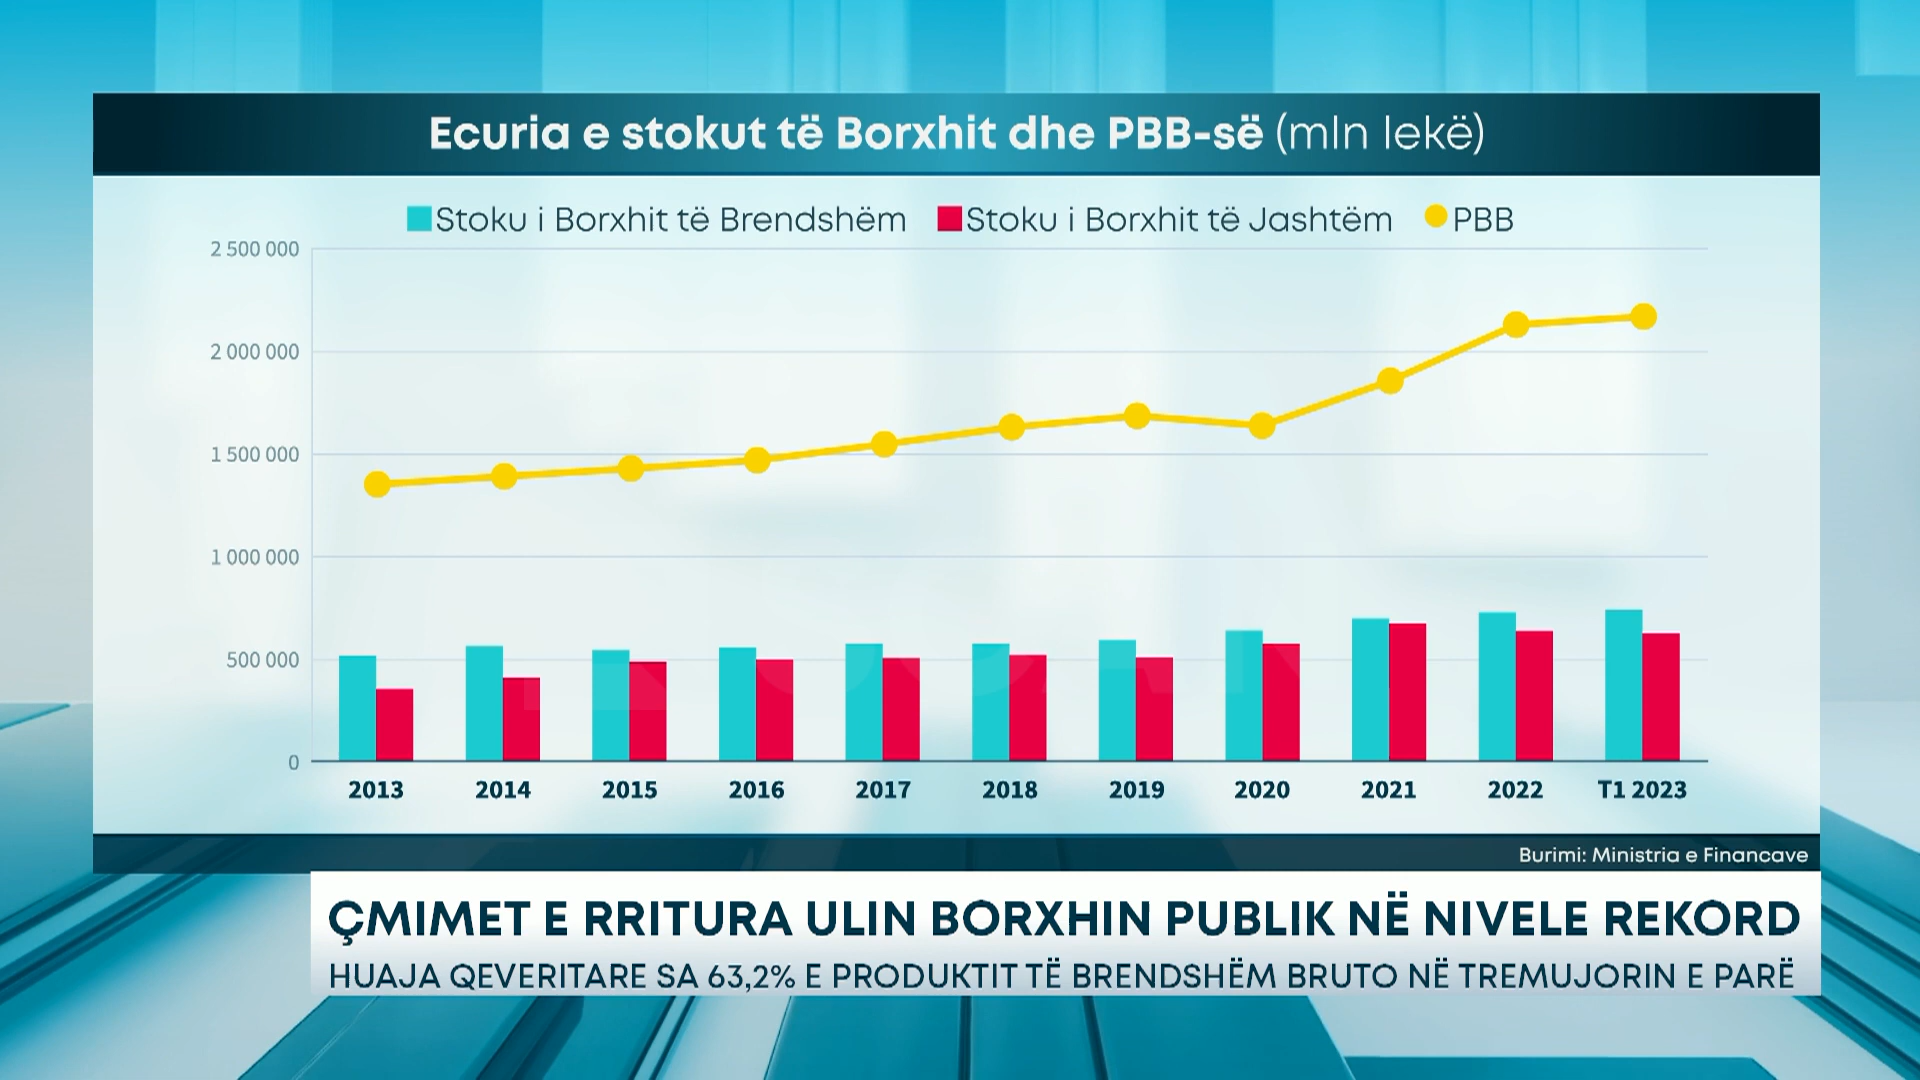 Ecuria e stokut të Borxhit dhe PBB-së (mln lekë)
Stoku i Borxhit të Brendshëm Stoku i Borxhit të Jashtëm PBB
2 500 000
2 000 000
1 500 000
1 000 000
500 000
0
2013 2014 2015 2016 2017 2018 2019 2020 2021 2022 T1 2023
Burimi: Ministria e Financave
ÇMIMET E RRITURA ULIN BORXHIN PUBLIK NË NIVELE REKORD
HUAJA QEVERITARE SA 63,2% E PRODUKTIT TË BRENDSHËM BRUTO NË TREMUJORIN E PARË